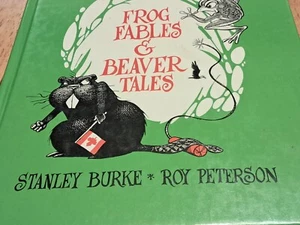 FROG
FABLES
&
BEAVER
TALES
STANLEY BURKE * ROY PETERSON